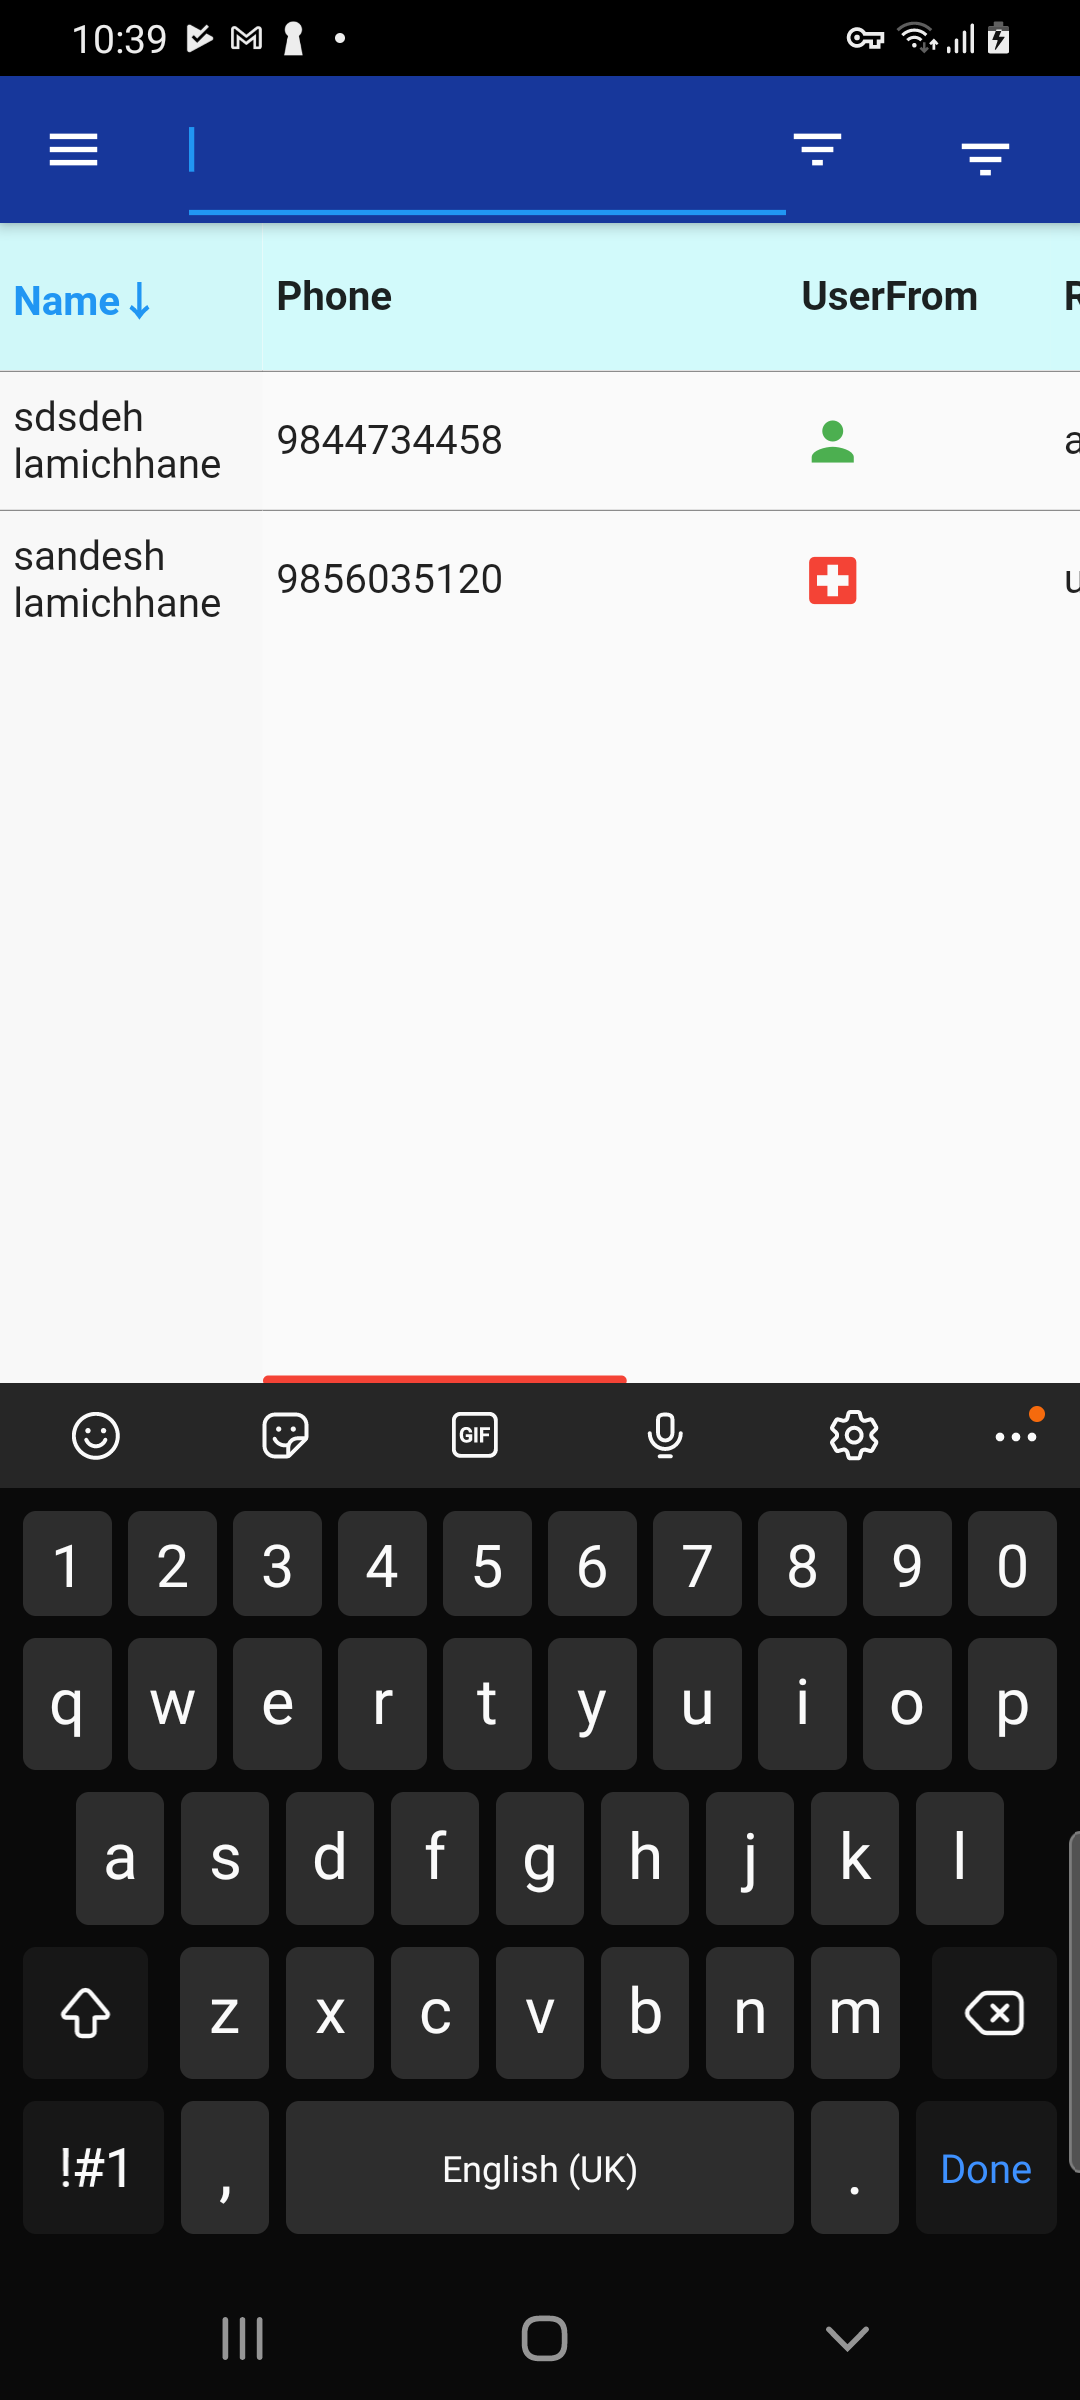 10:39
Name Phone UserFrom R
sdsdeh
lamichhane
9844734458
a
sandesh
lamichhane
9856035120
u
GIF
1 2 3 4 5 6 7 8 9 0
q w e r t y u i o p
a s d f g h j k l
z x c v b n m
!#1 , English (UK) . Done